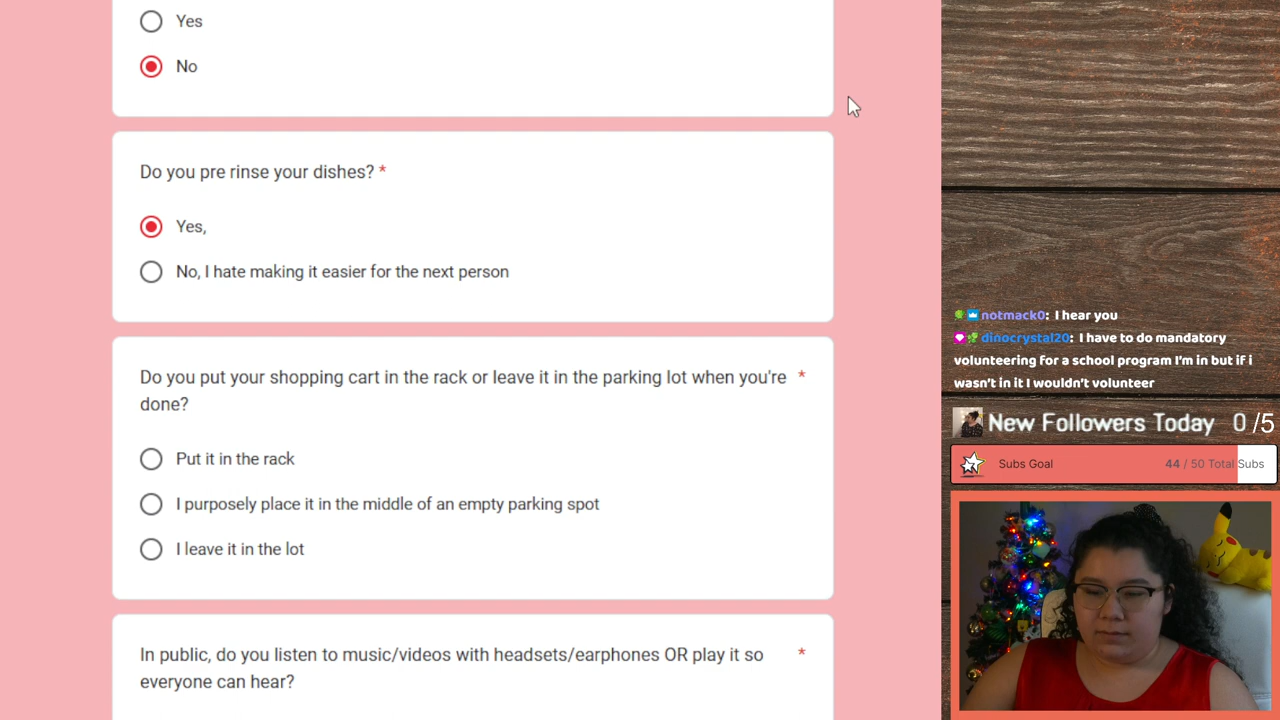 Yes
No
Do you pre rinse your dishes? *
Yes,
No, I hate making it easier for the next person
Do you put your shopping cart in the rack or leave it in the parking lot when you're *
done?
Put it in the rack
I purposely place it in the middle of an empty parking spot
I leave it in the lot
In public, do you listen to music/videos with headsets/earphones OR play it so *
everyone can hear?
notmack0: I hear you
dinocrystal20: I have to do mandatory
volunteering for a school program I'm in but if i
wasn't in it I wouldn't volunteer
New Followers Today 0 /5
Subs Goal 44 / 50 Total Subs